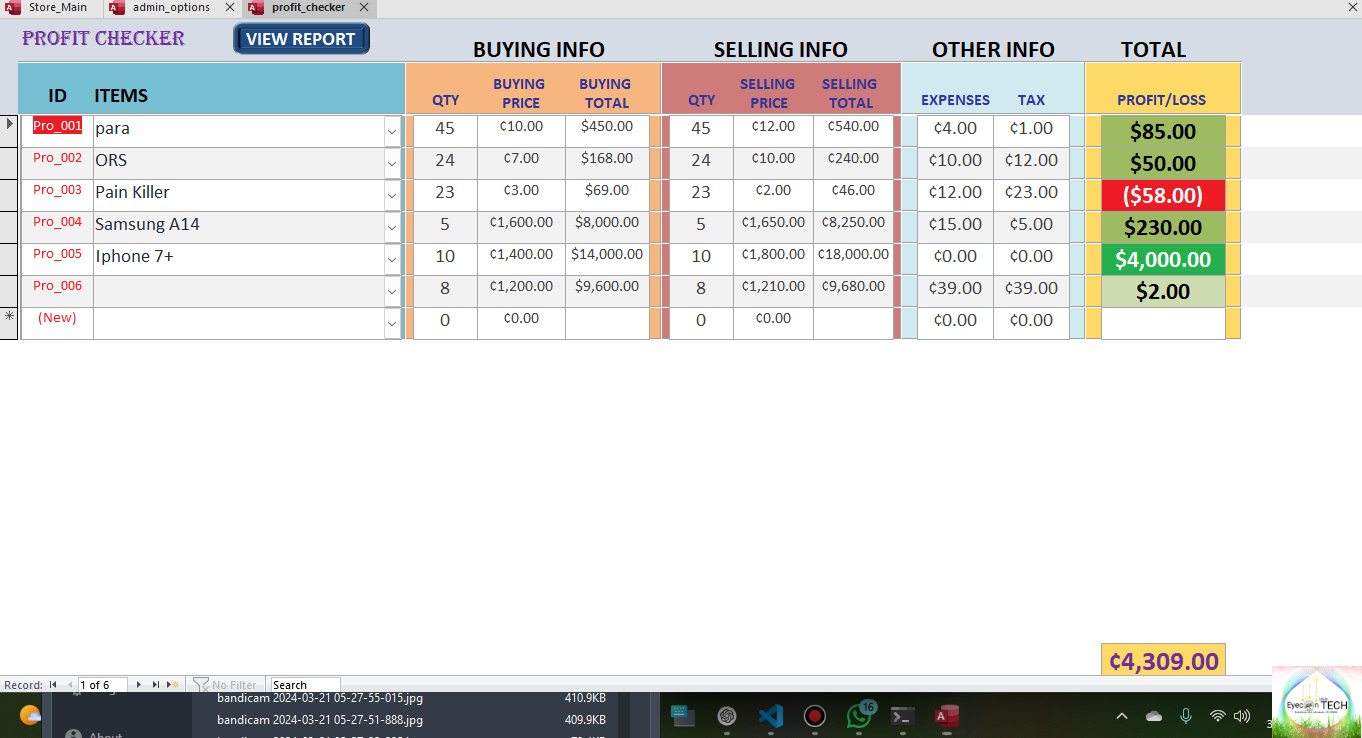 Store_Main admin_options profit_checker
PROFIT CHECKER VIEW REPORT
BUYING INFO SELLING INFO OTHER INFO TOTAL
ID ITEMS QTY BUYING PRICE BUYING TOTAL QTY SELLING PRICE SELLING TOTAL EXPENSES TAX PROFIT/LOSS
Pro_001 para 45 ¢10.00 $450.00 45 ¢12.00 ¢540.00 ¢4.00 ¢1.00 $85.00
Pro_002 ORS 24 ¢7.00 $168.00 24 ¢10.00 ¢240.00 ¢10.00 ¢12.00 $50.00
Pro_003 Pain Killer 23 ¢3.00 $69.00 23 ¢2.00 ¢46.00 ¢12.00 ¢23.00 ($58.00)
Pro_004 Samsung A14 5 ¢1,600.00 $8,000.00 5 ¢1,650.00 ¢8,250.00 ¢15.00 ¢5.00 $230.00
Pro_005 Iphone 7+ 10 ¢1,400.00 $14,000.00 10 ¢1,800.00 ¢18,000.00 ¢0.00 ¢0.00 $4,000.00
Pro_006 8 ¢1,200.00 $9,600.00 8 ¢1,210.00 ¢9,680.00 ¢39.00 ¢39.00 $2.00
(New) 0 ¢0.00 0 ¢0.00 ¢0.00 ¢0.00
¢4,309.00
Record: 1 of 6 No Filter Search
bandicam 2024-03-21 05-27-55-015.jpg 410.9KB
bandicam 2024-03-21 05-27-51-888.jpg 409.9KB
16
About
TECH